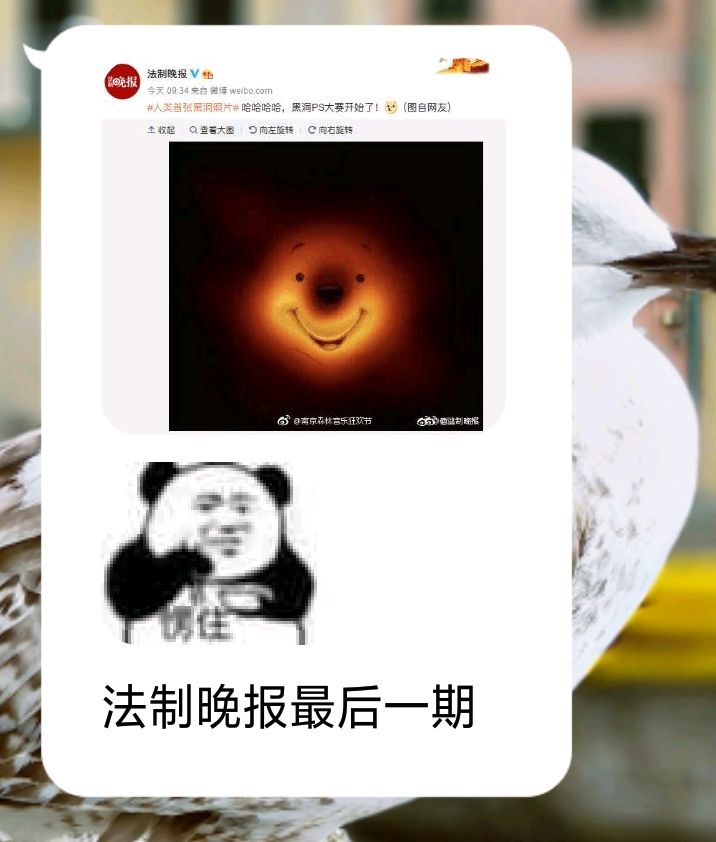 法制晚报
法制晚报
今天 09:34 来自 微博 weibo.com
#人类首张黑洞照片# 哈哈哈哈，黑洞PS大赛开始了！（图自网友）
收起 查看大图 向左旋转 向右旋转
@南京森林音乐狂欢节 @法制晚报
愣住
法制晚报最后一期